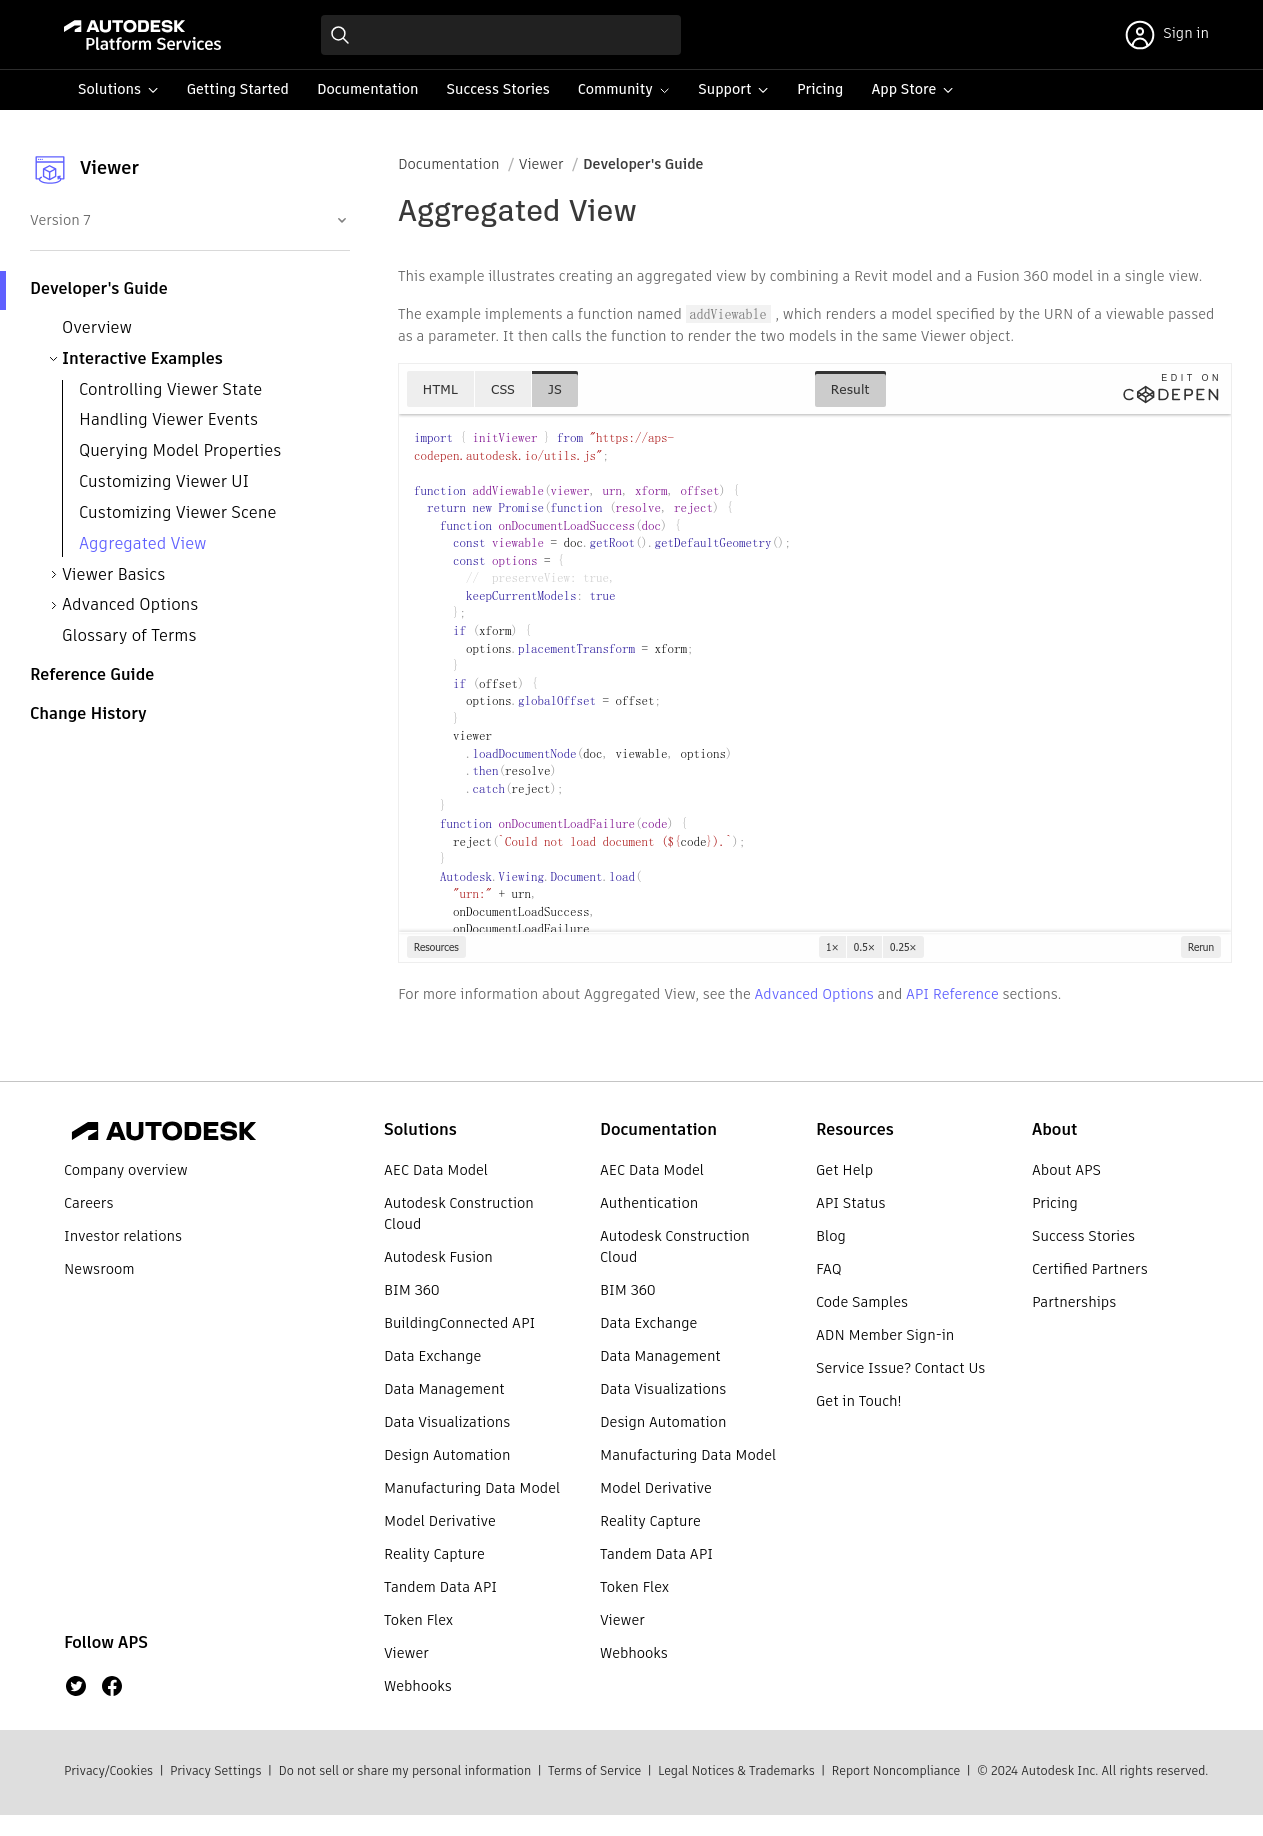 AUTODESK
Platform Services
Sign in
Solutions
Getting Started
Documentation
Success Stories
Community
Support
Pricing
App Store
Viewer
Version 7
Developer's Guide
Overview
Interactive Examples
Controlling Viewer State
Handling Viewer Events
Querying Model Properties
Customizing Viewer UI
Customizing Viewer Scene
Aggregated View
Viewer Basics
Advanced Options
Glossary of Terms
Reference Guide
Change History
Documentation / Viewer / Developer's Guide
Aggregated View
This example illustrates creating an aggregated view by combining a Revit model and a Fusion 360 model in a single view.
The example implements a function named addViewable , which renders a model specified by the URN of a viewable passed
as a parameter. It then calls the function to render the two models in the same Viewer object.
HTML CSS JS Result EDIT ON
CODEPEN
import { initViewer } from "https://aps-
codepen.autodesk.io/utils.js";
function addViewable(viewer, urn, xform, offset) {
return new Promise(function (resolve, reject) {
function onDocumentLoadSuccess(doc) {
const viewable = doc.getRoot().getDefaultGeometry();
const options = {
// preserveView: true,
keepCurrentModels: true
};
if (xform) {
options.placementTransform = xform;
}
if (offset) {
options.globalOffset = offset;
}
viewer
.loadDocumentNode(doc, viewable, options)
.then(resolve)
.catch(reject);
}
function onDocumentLoadFailure(code) {
reject(`Could not load document (${code}).`);
}
Autodesk.Viewing.Document.load(
"urn:" + urn,
onDocumentLoadSuccess,
onDocumentLoadFailure
Resources 1× 0.5× 0.25× Rerun
For more information about Aggregated View, see the Advanced Options and API Reference sections.
AUTODESK
Company overview
Careers
Investor relations
Newsroom
Follow APS
Solutions
AEC Data Model
Autodesk Construction
Cloud
Autodesk Fusion
BIM 360
BuildingConnected API
Data Exchange
Data Management
Data Visualizations
Design Automation
Manufacturing Data Model
Model Derivative
Reality Capture
Tandem Data API
Token Flex
Viewer
Webhooks
Documentation
AEC Data Model
Authentication
Autodesk Construction
Cloud
BIM 360
Data Exchange
Data Management
Data Visualizations
Design Automation
Manufacturing Data Model
Model Derivative
Reality Capture
Tandem Data API
Token Flex
Viewer
Webhooks
Resources
Get Help
API Status
Blog
FAQ
Code Samples
ADN Member Sign-in
Service Issue? Contact Us
Get in Touch!
About
About APS
Pricing
Success Stories
Certified Partners
Partnerships
Privacy/Cookies | Privacy Settings | Do not sell or share my personal information | Terms of Service | Legal Notices & Trademarks | Report Noncompliance | © 2024 Autodesk Inc. All rights reserved.